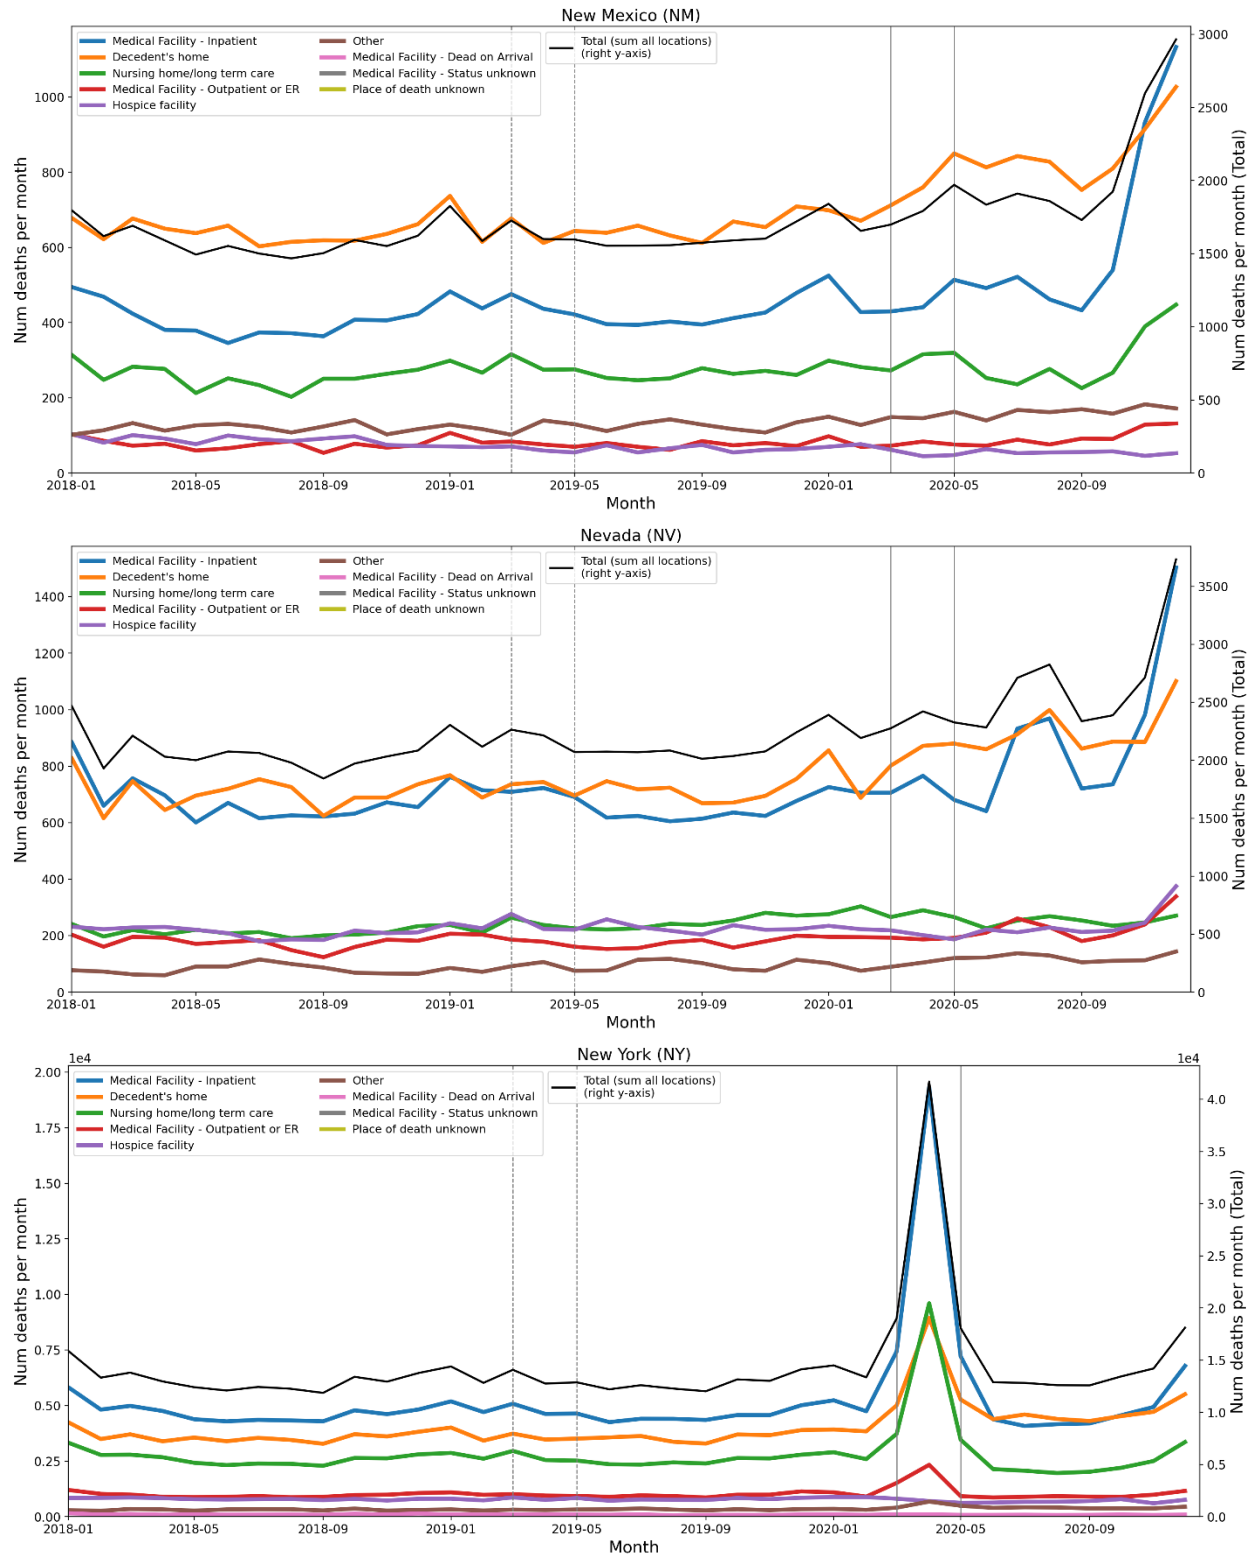 New Mexico (NM)
Medical Facility - Inpatient
Decedent's home
Nursing home/long term care
Medical Facility - Outpatient or ER
Hospice facility
Other
Medical Facility - Dead on Arrival
Medical Facility - Status unknown
Place of death unknown
Total (sum all locations)
(right y-axis)
Num deaths per month
1000
800
600
400
200
0
3000
2500
2000
1500
1000
500
0
Num deaths per month (Total)
2018-01 2018-05 2018-09 2019-01 2019-05 2019-09 2020-01 2020-05 2020-09
Month
Nevada (NV)
Medical Facility - Inpatient
Decedent's home
Nursing home/long term care
Medical Facility - Outpatient or ER
Hospice facility
Other
Medical Facility - Dead on Arrival
Medical Facility - Status unknown
Place of death unknown
Total (sum all locations)
(right y-axis)
Num deaths per month
1400
1200
1000
800
600
400
200
0
3500
3000
2500
2000
1500
1000
500
0
Num deaths per month (Total)
2018-01 2018-05 2018-09 2019-01 2019-05 2019-09 2020-01 2020-05 2020-09
Month
New York (NY)
1e4
1e4
Medical Facility - Inpatient
Decedent's home
Nursing home/long term care
Medical Facility - Outpatient or ER
Hospice facility
Other
Medical Facility - Dead on Arrival
Medical Facility - Status unknown
Place of death unknown
Total (sum all locations)
(right y-axis)
Num deaths per month
2.00
1.75
1.50
1.25
1.00
0.75
0.50
0.25
0.00
4.0
3.5
3.0
2.5
2.0
1.5
1.0
0.5
0.0
Num deaths per month (Total)
2018-01 2018-05 2018-09 2019-01 2019-05 2019-09 2020-01 2020-05 2020-09
Month